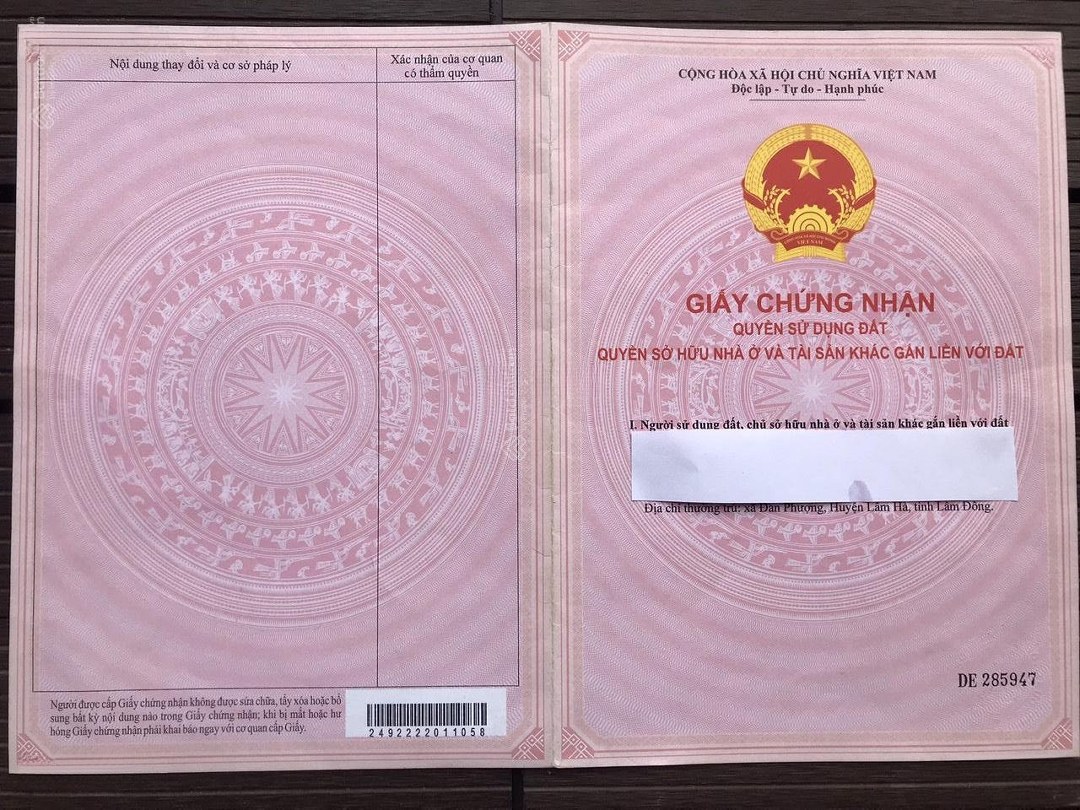 Nội dung thay đổi và cơ sở pháp lý
Xác nhận của cơ quan
có thẩm quyền
Người được cấp Giấy chứng nhận không được sửa chữa, tẩy xóa hoặc bổ
sung bất kỳ nội dung nào trong Giấy chứng nhận; khi bị mất hoặc hư
hỏng Giấy chứng nhận phải khai báo ngay với cơ quan cấp Giấy.
2492222011058
CỘNG HÒA XÃ HỘI CHỦ NGHĨA VIỆT NAM
Độc lập - Tự do - Hạnh phúc
VIỆT NAM
GIẤY CHỨNG NHẬN
QUYỀN SỬ DỤNG ĐẤT
QUYỀN SỞ HỮU NHÀ Ở VÀ TÀI SẢN KHÁC GẮN LIỀN VỚI ĐẤT
I. Người sử dụng đất, chủ sở hữu nhà ở và tài sản khác gắn liền với đất
Địa chỉ thường trú: xã Đan Phượng, Huyện Lâm Hà, tỉnh Lâm Đồng.
DE 285947